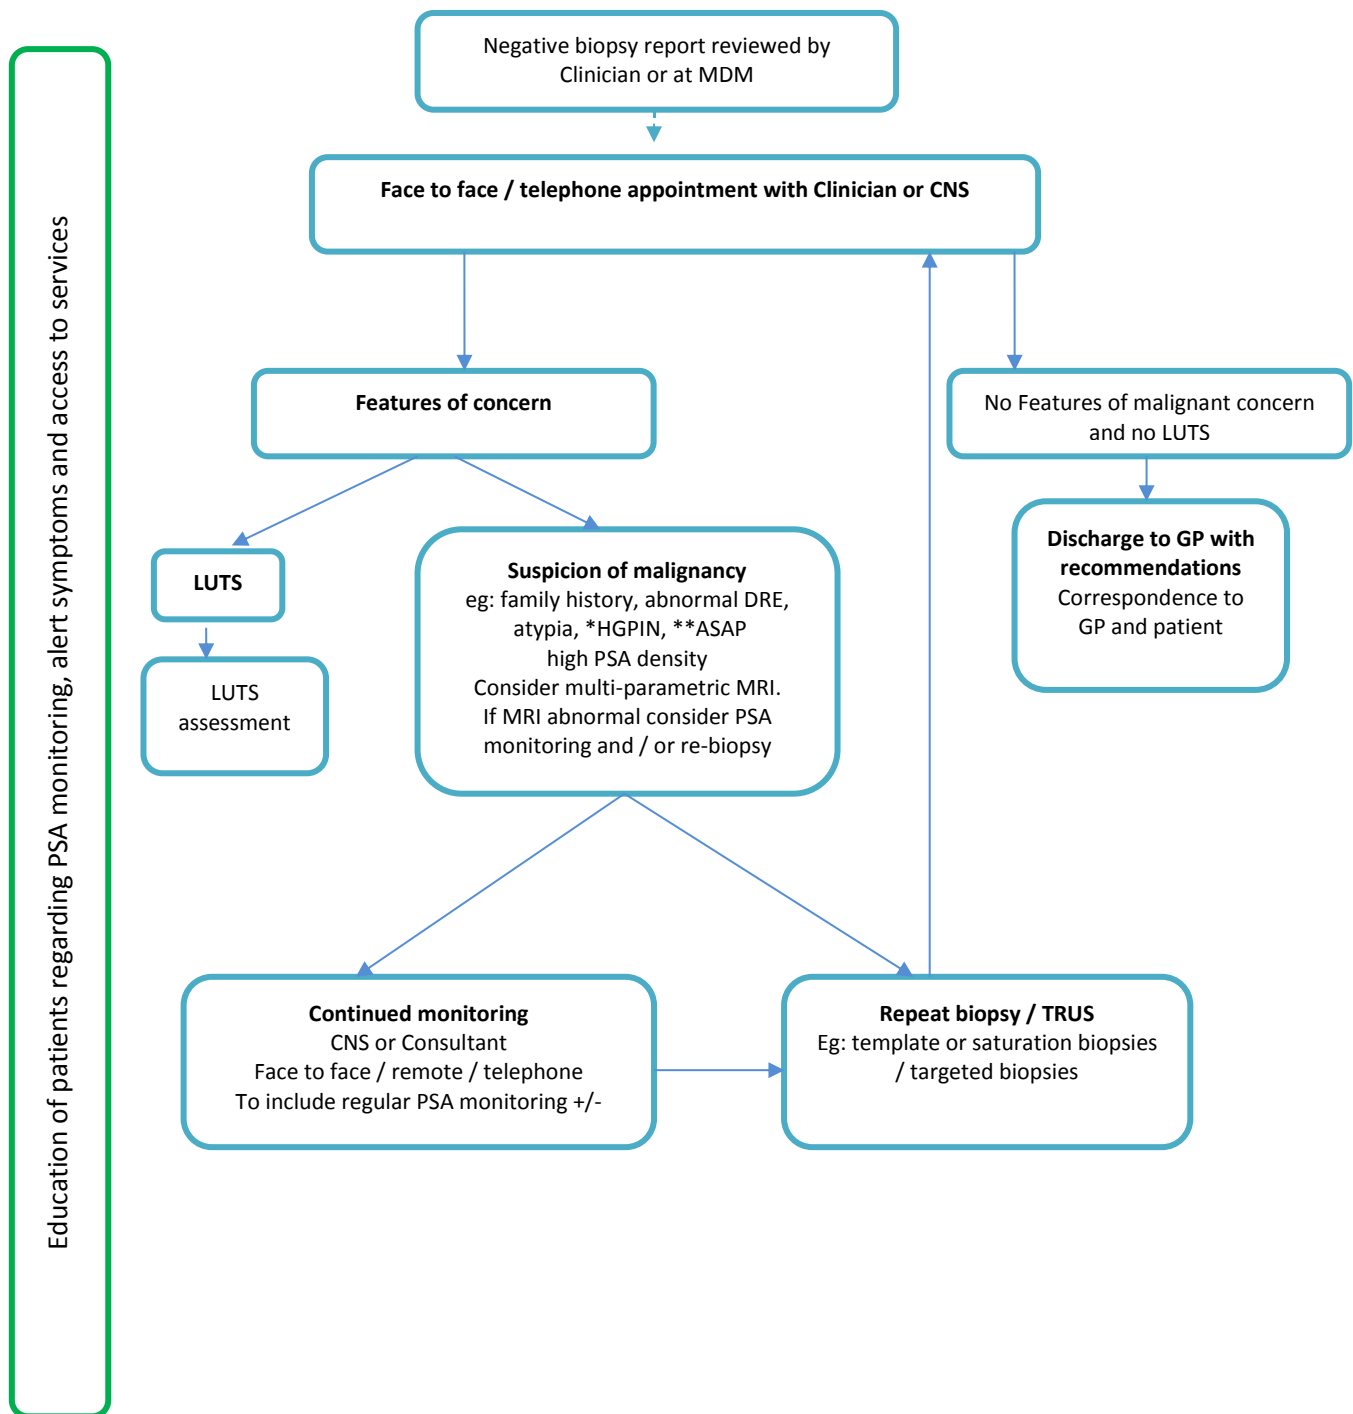 Education of patients regarding PSA monitoring, alert symptoms and access to services
Negative biopsy report reviewed by
Clinician or at MDM
Face to face / telephone appointment with Clinician or CNS
Features of concern
No Features of malignant concern
and no LUTS
LUTS
LUTS
assessment
Suspicion of malignancy
eg: family history, abnormal DRE,
atypia, *HGPIN, **ASAP
high PSA density
Consider multi-parametric MRI.
If MRI abnormal consider PSA
monitoring and / or re-biopsy
Discharge to GP with
recommendations
Correspondence to
GP and patient
Continued monitoring
CNS or Consultant
Face to face / remote / telephone
To include regular PSA monitoring +/-
Repeat biopsy / TRUS
Eg: template or saturation biopsies
/ targeted biopsies